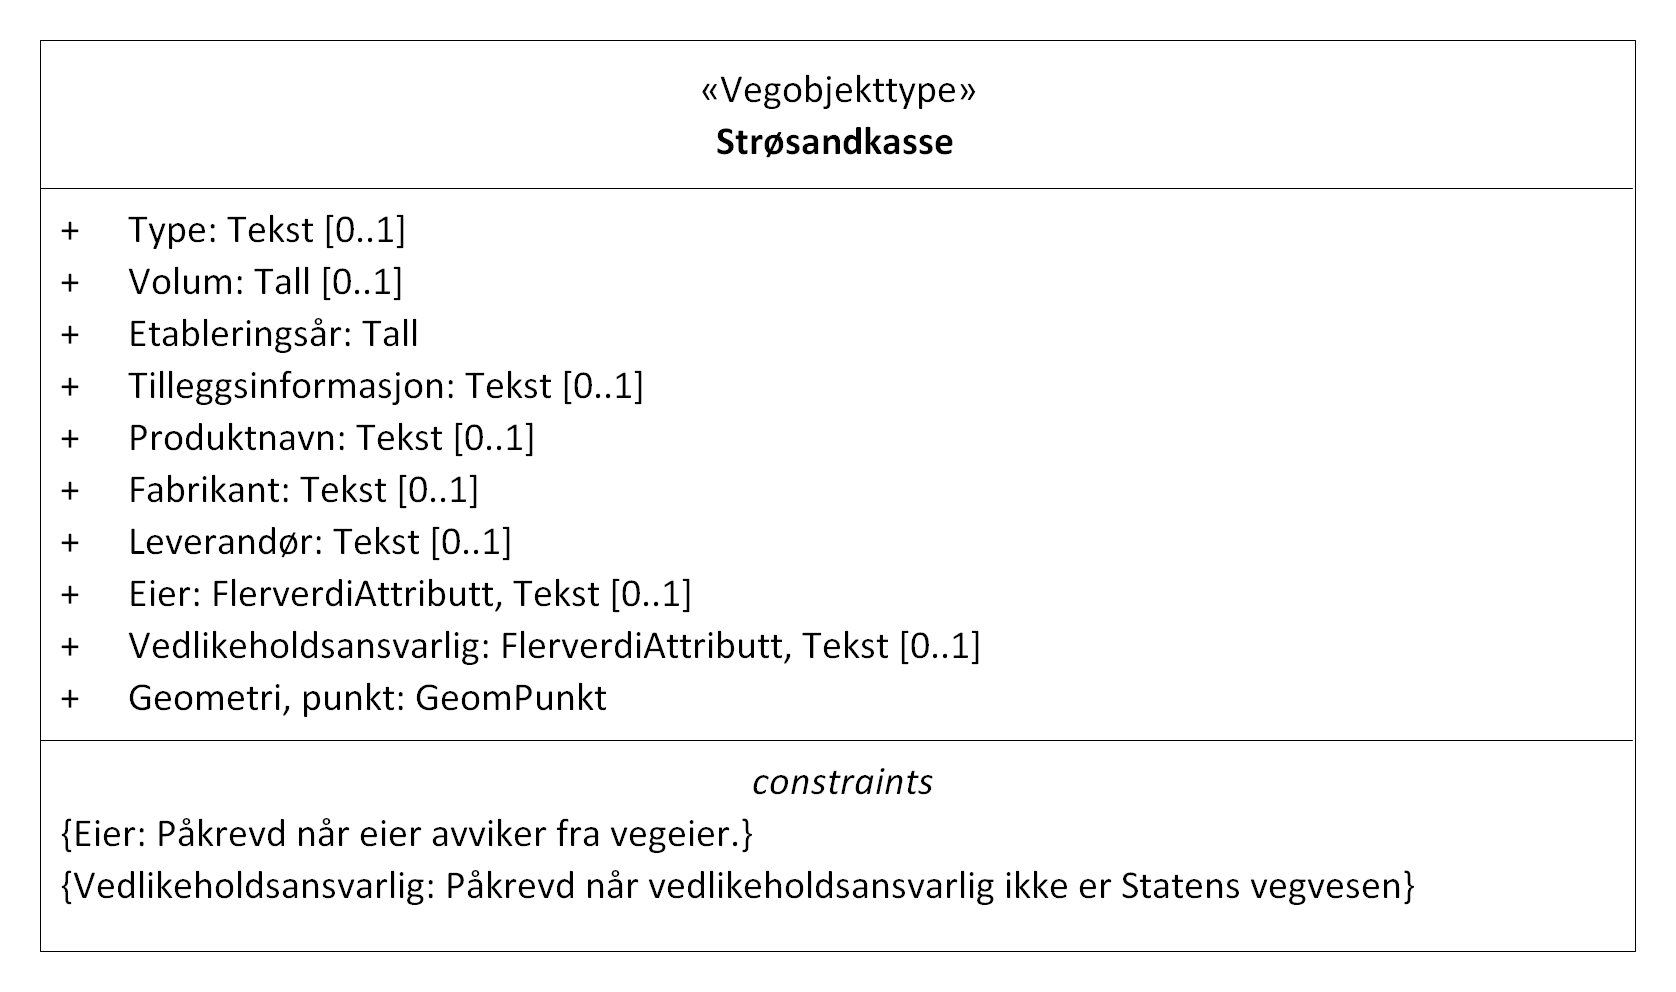 «Vegobjekttype»
Strøsandkasse
+ Type: Tekst [0..1]
+ Volum: Tall [0..1]
+ Etableringsår: Tall
+ Tilleggsinformasjon: Tekst [0..1]
+ Produktnavn: Tekst [0..1]
+ Fabrikant: Tekst [0..1]
+ Leverandør: Tekst [0..1]
+ Eier: FlerverdiAttributt, Tekst [0..1]
+ Vedlikeholdsansvarlig: FlerverdiAttributt, Tekst [0..1]
+ Geometri, punkt: GeomPunkt
constraints
{Eier: Påkrevd når eier avviker fra vegeier.}
{Vedlikeholdsansvarlig: Påkrevd når vedlikeholdsansvarlig ikke er Statens vegvesen}